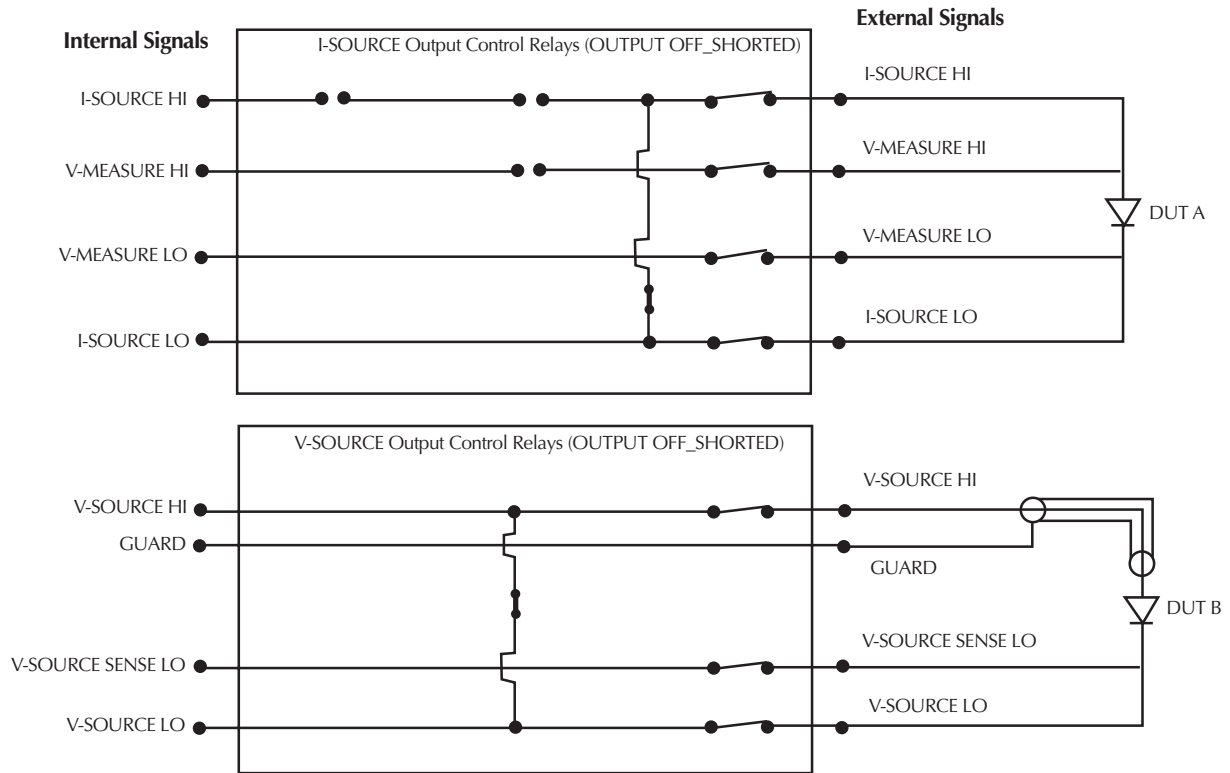 Internal Signals
External Signals
I-SOURCE Output Control Relays (OUTPUT OFF_SHORTED)
I-SOURCE HI
I-SOURCE HI
V-MEASURE HI
V-MEASURE HI
DUT A
V-MEASURE LO
V-MEASURE LO
I-SOURCE LO
I-SOURCE LO
V-SOURCE Output Control Relays (OUTPUT OFF_SHORTED)
V-SOURCE HI
V-SOURCE HI
GUARD
GUARD
DUT B
V-SOURCE SENSE LO
V-SOURCE SENSE LO
V-SOURCE LO
V-SOURCE LO